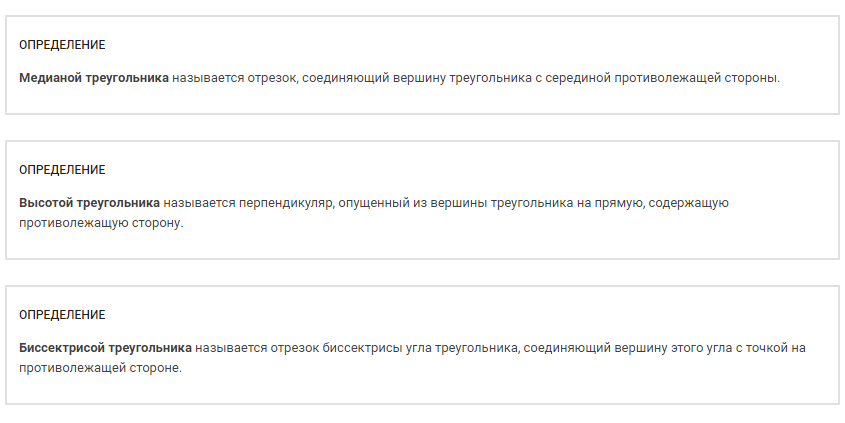 ОПРЕДЕЛЕНИЕ
Медианой треугольника называется отрезок, соединяющий вершину треугольника с серединой противолежащей стороны.
ОПРЕДЕЛЕНИЕ
Высотой треугольника называется перпендикуляр, опущенный из вершины треугольника на прямую, содержащую
противолежащую сторону.
ОПРЕДЕЛЕНИЕ
Биссектрисой треугольника называется отрезок биссектрисы угла треугольника, соединяющий вершину этого угла с точкой на
противолежащей стороне.